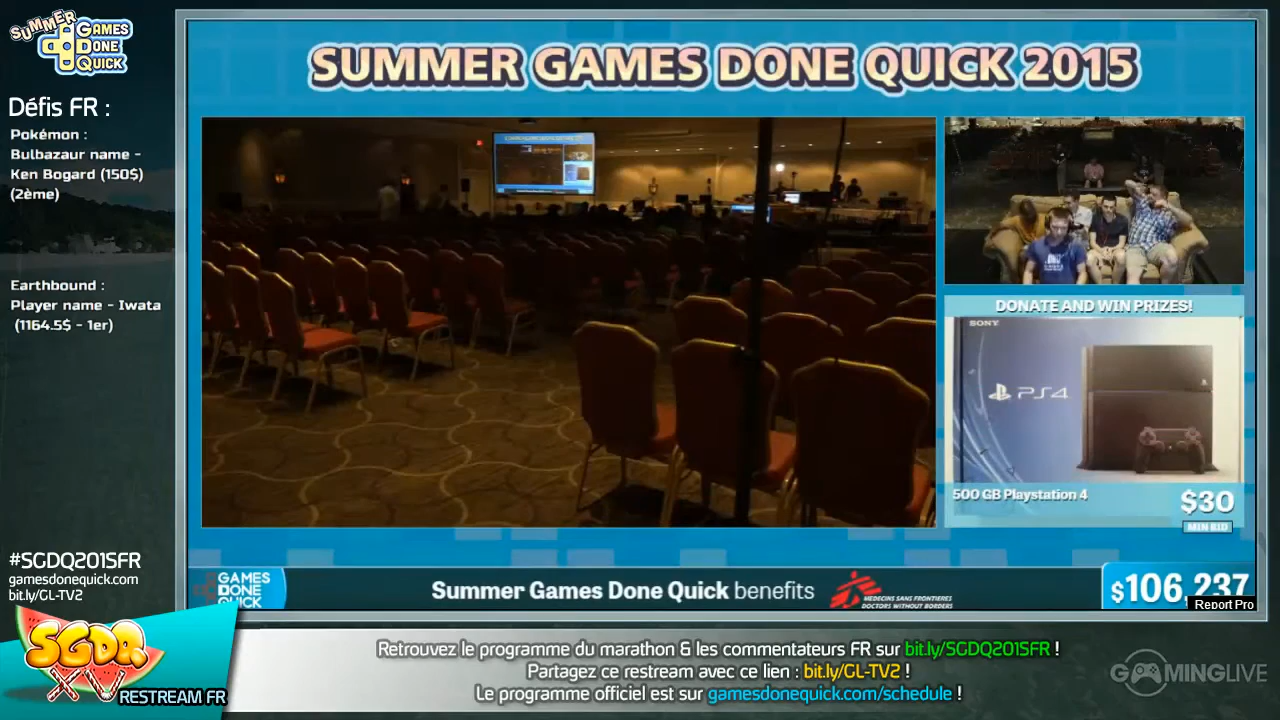 SUMMER
GAMES
DONE
QUICK
Défis FR :
Pokémon :
Bulbazaur name -
Ken Bogard (150$)
(2ème)
Earthbound :
Player name - Iwata
(1164.5$ - 1er)
#SGDQ2015FR
gamesdonequick.com
bit.ly/GL-TV2
SUMMER GAMES DONE QUICK 2015
DONATE AND WIN PRIZES!
SONY
PS4
500 GB Playstation 4
$30
MIN BID
GAMES
DONE
QUICK
Summer Games Done Quick benefits
MEDECINS SANS FRONTIERES
DOCTORS WITHOUT BORDERS
$106,237
Report Pro
SGDQ
XV
RESTREAM FR
Retrouvez le programme du marathon & les commentateurs FR sur bit.ly/SGDQ2015FR !
Partagez ce restream avec ce lien : bit.ly/GL-TV2 !
Le programme officiel est sur gamesdonequick.com/schedule !
GAMINGLIVE